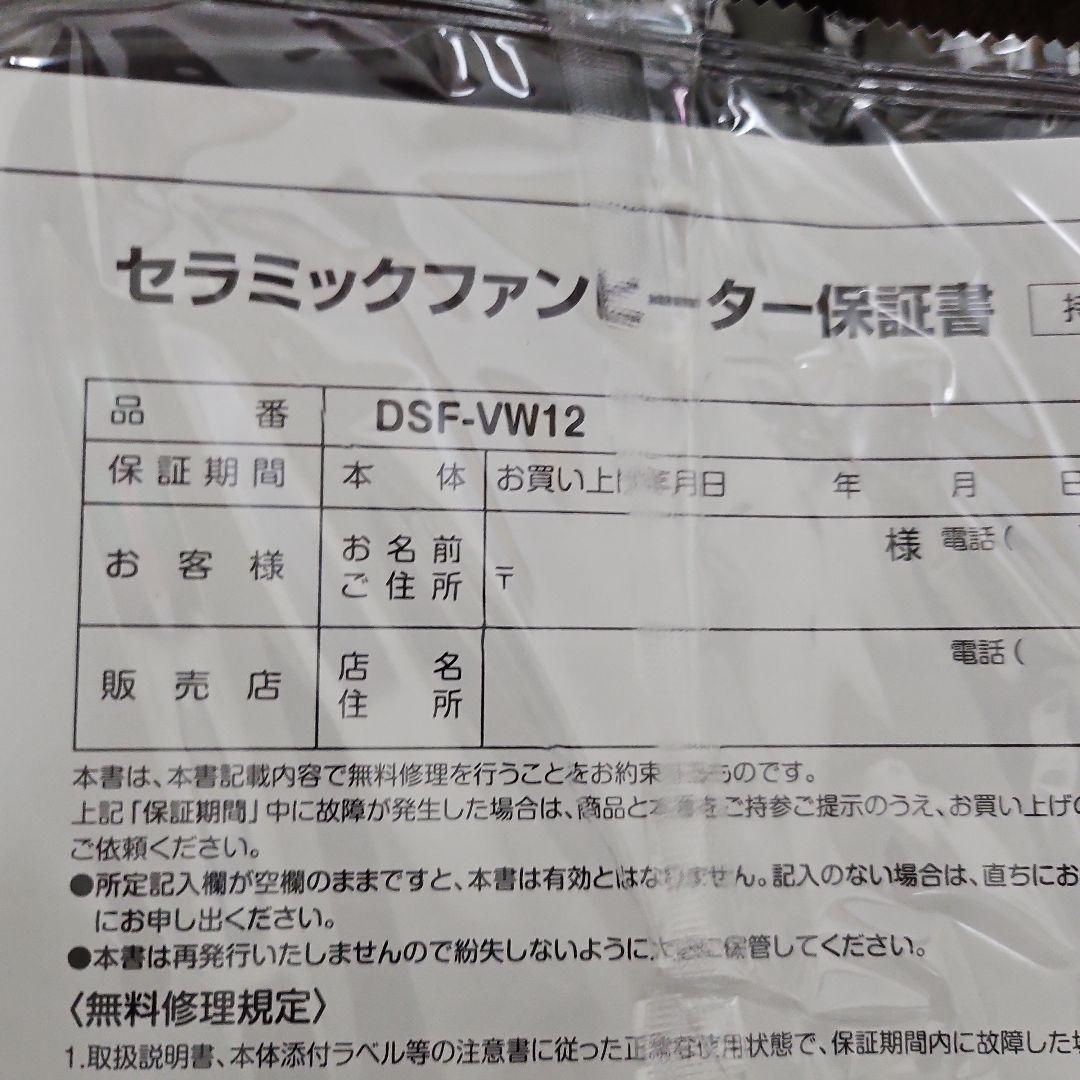 セラミックファンヒーター保証書 持
品番 DSF-VW12
保証期間 本体 お買い上げ年月日 年 月 日
お客様 お名前 様 電話(
ご住所 〒
販売店 店名 電話(
住所
本書は、本書記載内容で無料修理を行うことをお約束するものです。
上記「保証期間」中に故障が発生した場合は、商品と本書をご持参ご提示のうえ、お買い上げの
ご依頼ください。
●所定記入欄が空欄のままですと、本書は有効とはなりません。記入のない場合は、直ちにお
にお申し出ください。
●本書は再発行いたしませんので紛失しないように大切に保管してください。
〈無料修理規定〉
1.取扱説明書、本体添付ラベル等の注意書に従った正常な使用状態で、保証期間内に故障した場